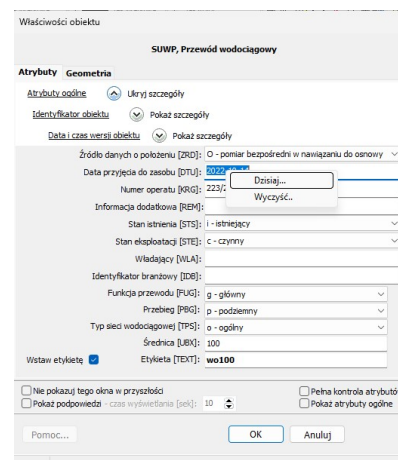 Właściwości obiektu
SUWP, Przewód wodociągowy
Atrybuty Geometria
Atrybuty ogólne Ukryj szczegóły
Identyfikator obiektu Pokaż szczegóły
Data i czas wersji obiektu Pokaż szczegóły
Źródło danych o położeniu [ZRD]: O - pomiar bezpośredni w nawiązaniu do osnowy
Data przyjęcia do zasobu [DTU]:
Dzisiaj...
Numer operatu [KRG]:
Wyczyść..
Informacja dodatkowa [REM]:
Stan istnienia [STS]: i - istniejący
Stan eksploatacji [STE]: c - czynny
Władający [WLA]:
Identyfikator branżowy [IDB]:
Funkcja przewodu [FUG]: g - główny
Przebieg [PBG]: p - podziemny
Typ sieci wodociągowej [TPS]: o - ogólny
Średnica [UBX]: 100
Wstaw etykietę Etykieta [TEXT]: wo100
Nie pokazuj tego okna w przyszłości Pełna kontrola atrybutó
Pokaż podpowiedzi - czas wyświetlania [sek]: 10 Pokaż atrybuty ogólne
Pomoc... OK Anuluj